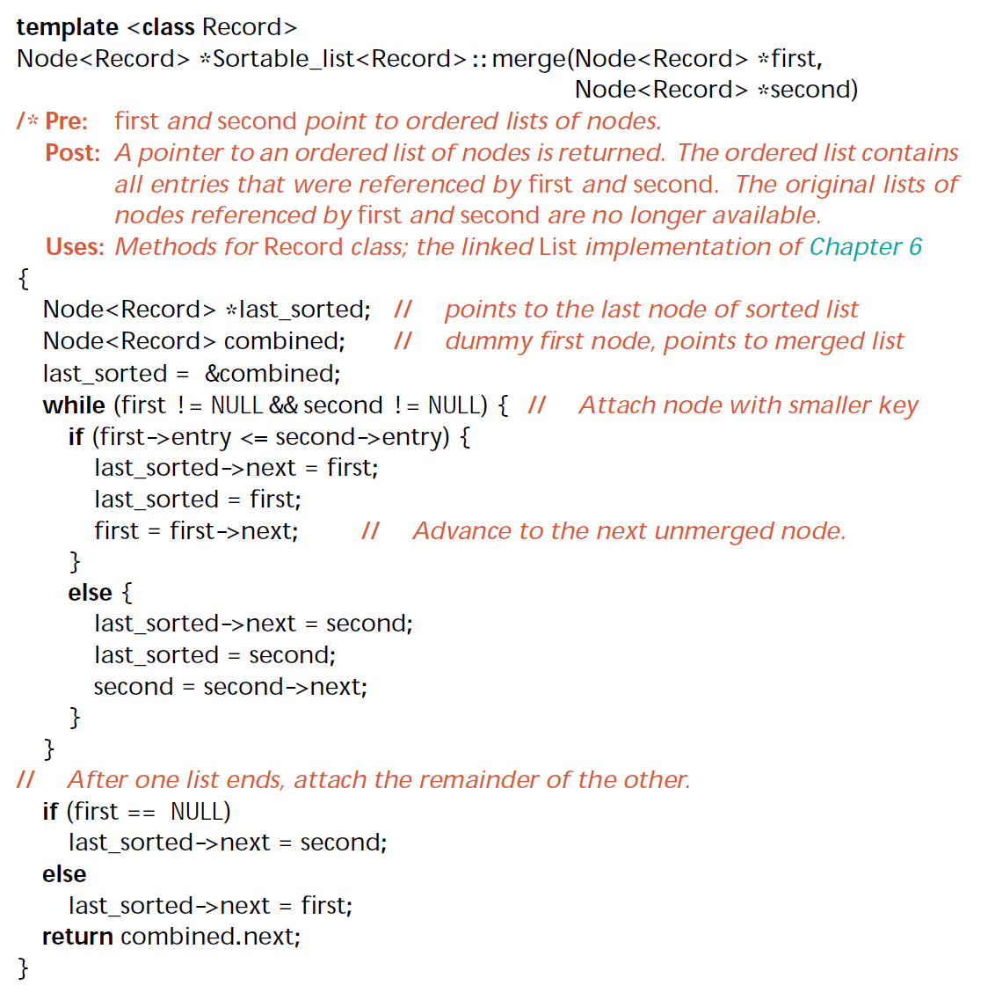 template <class Record>
Node<Record> *Sortable_list<Record> :: merge(Node<Record> *first,
Node<Record> *second)
/* Pre: first and second point to ordered lists of nodes.
Post: A pointer to an ordered list of nodes is returned. The ordered list contains
all entries that were referenced by first and second. The original lists of
nodes referenced by first and second are no longer available.
Uses: Methods for Record class; the linked List implementation of Chapter 6
{
Node<Record> *last_sorted; // points to the last node of sorted list
Node<Record> combined; // dummy first node, points to merged list
last_sorted = &combined;
while (first != NULL && second != NULL) { // Attach node with smaller key
if (first->entry <= second->entry) {
last_sorted->next = first;
last_sorted = first;
first = first->next; // Advance to the next unmerged node.
}
else {
last_sorted->next = second;
last_sorted = second;
second = second->next;
}
}
// After one list ends, attach the remainder of the other.
if (first == NULL)
last_sorted->next = second;
else
last_sorted->next = first;
return combined.next;
}